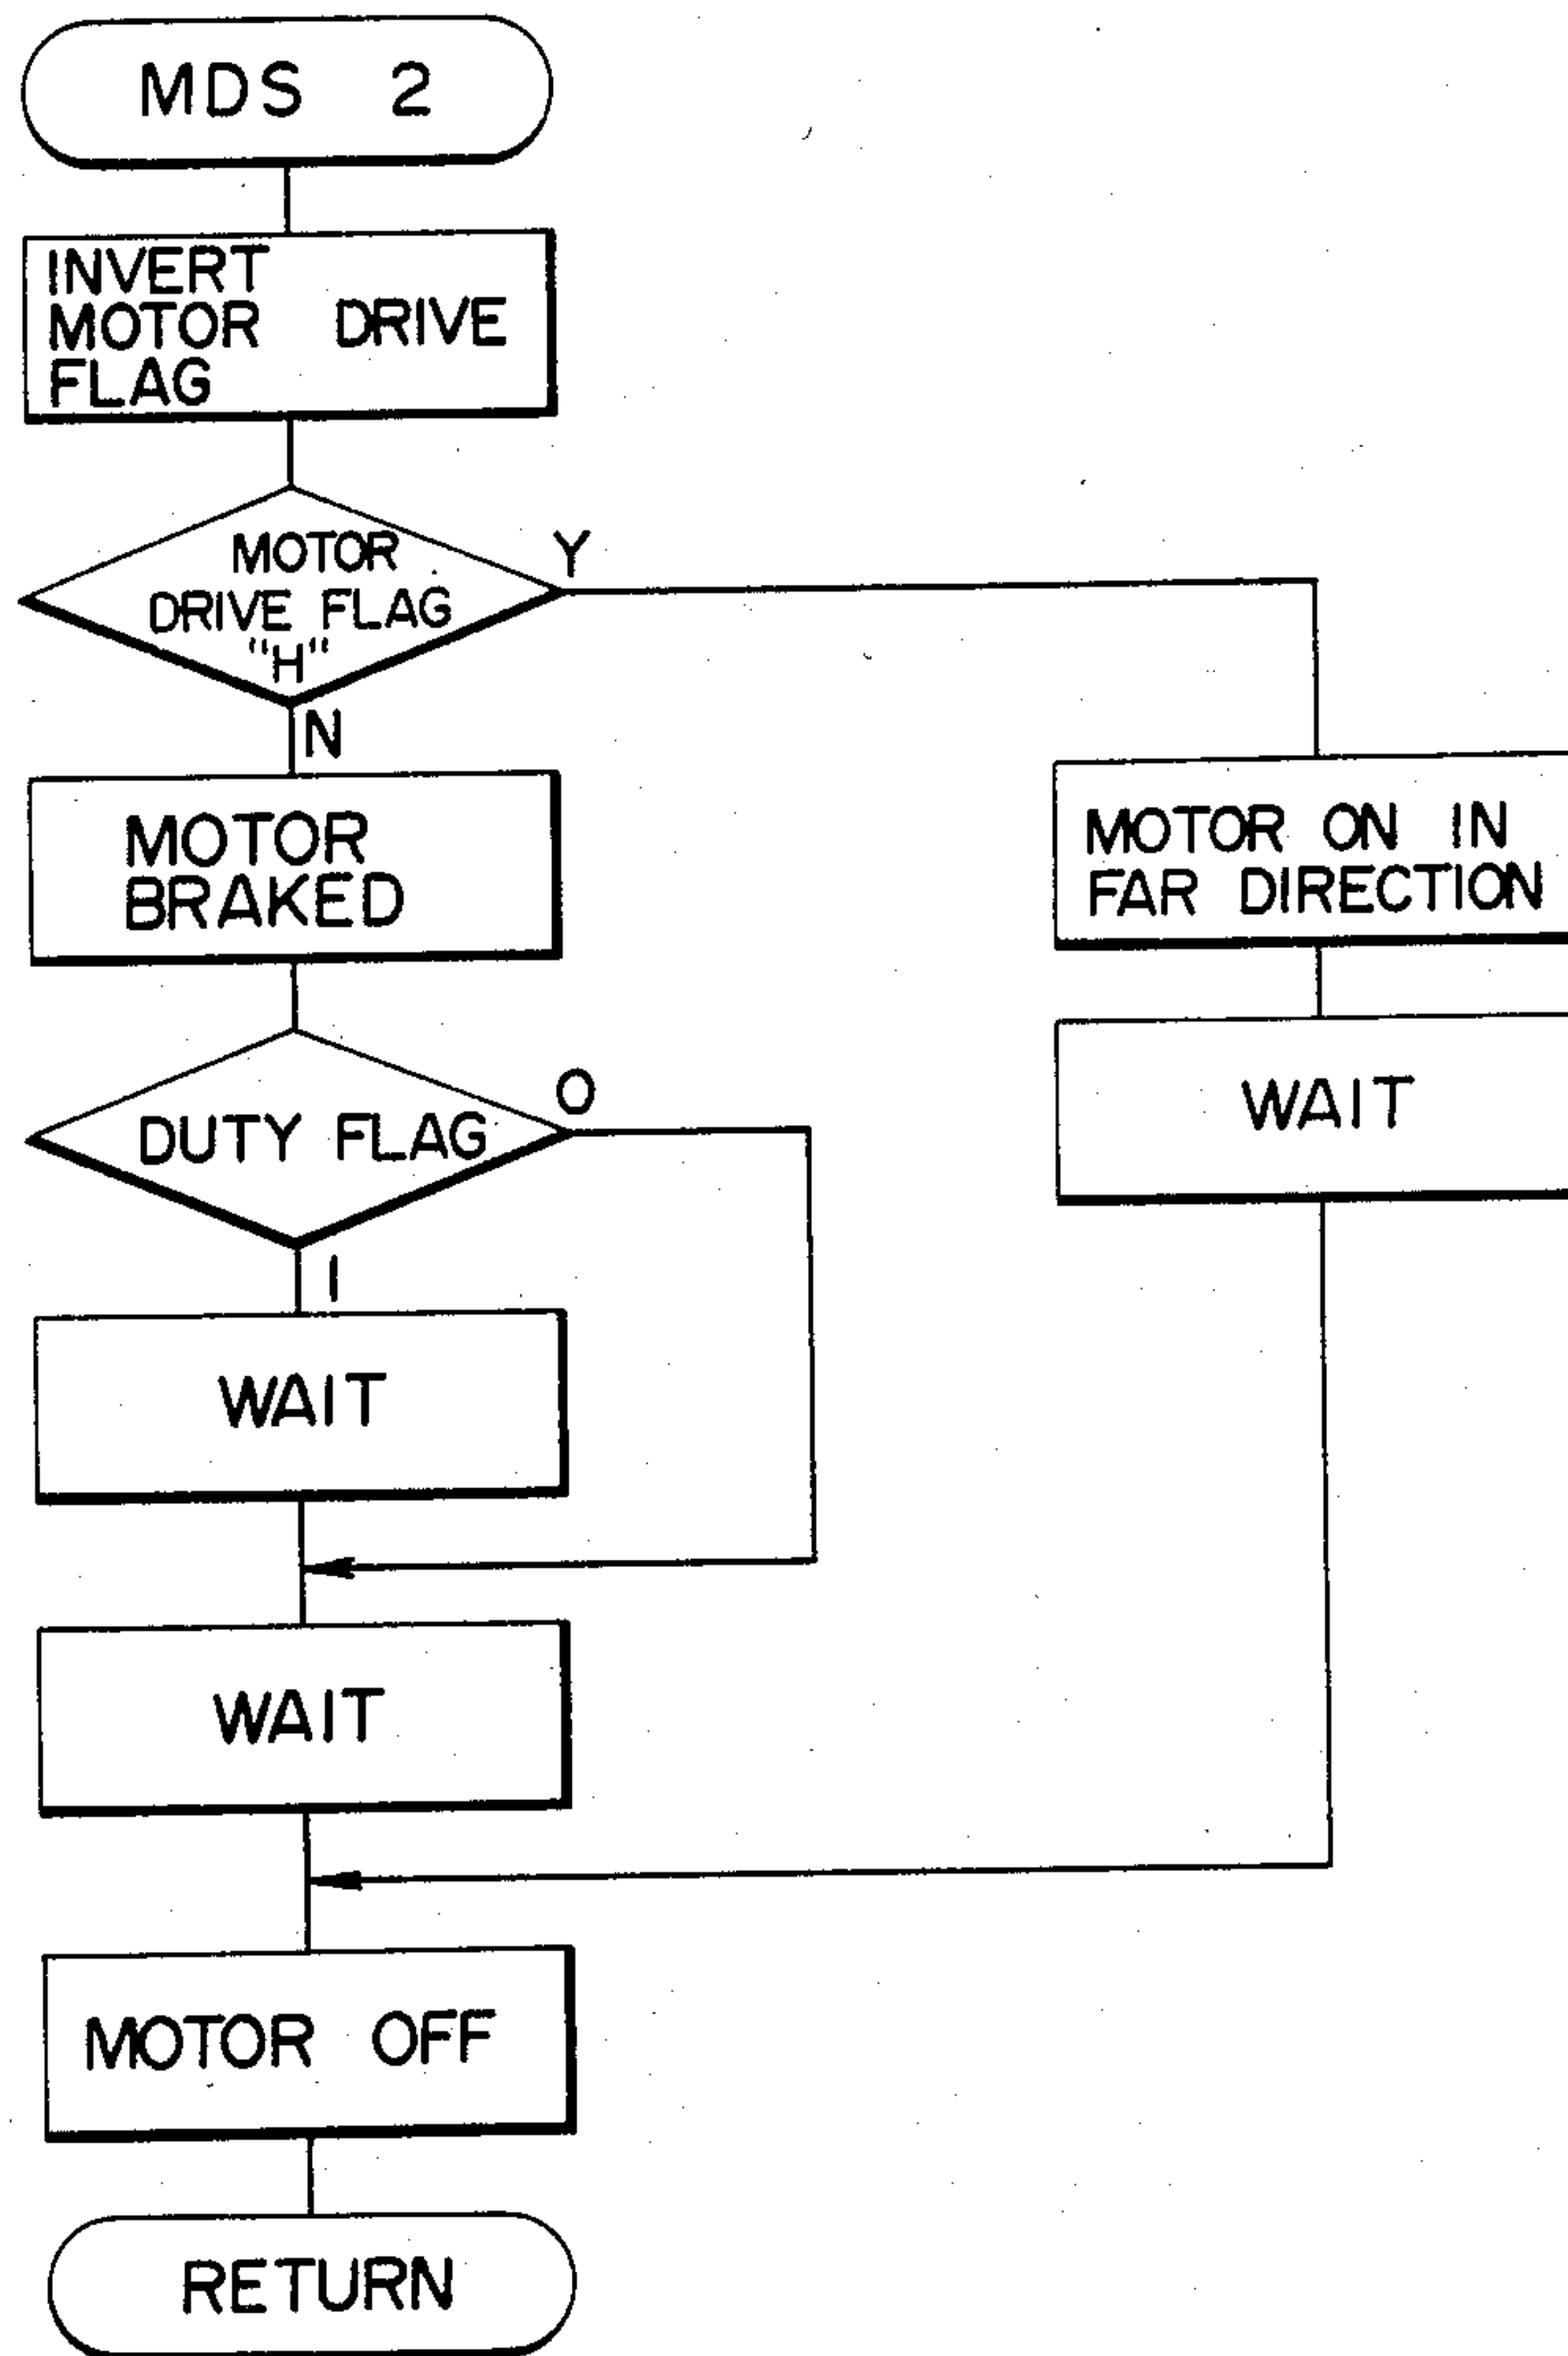 MDS 2
INVERT
MOTOR DRIVE
FLAG
MOTOR
DRIVE FLAG
"H"
Y
N
MOTOR
BRAKED
MOTOR ON IN
FAR DIRECTION
WAIT
DUTY FLAG
O
1
WAIT
WAIT
MOTOR OFF
RETURN